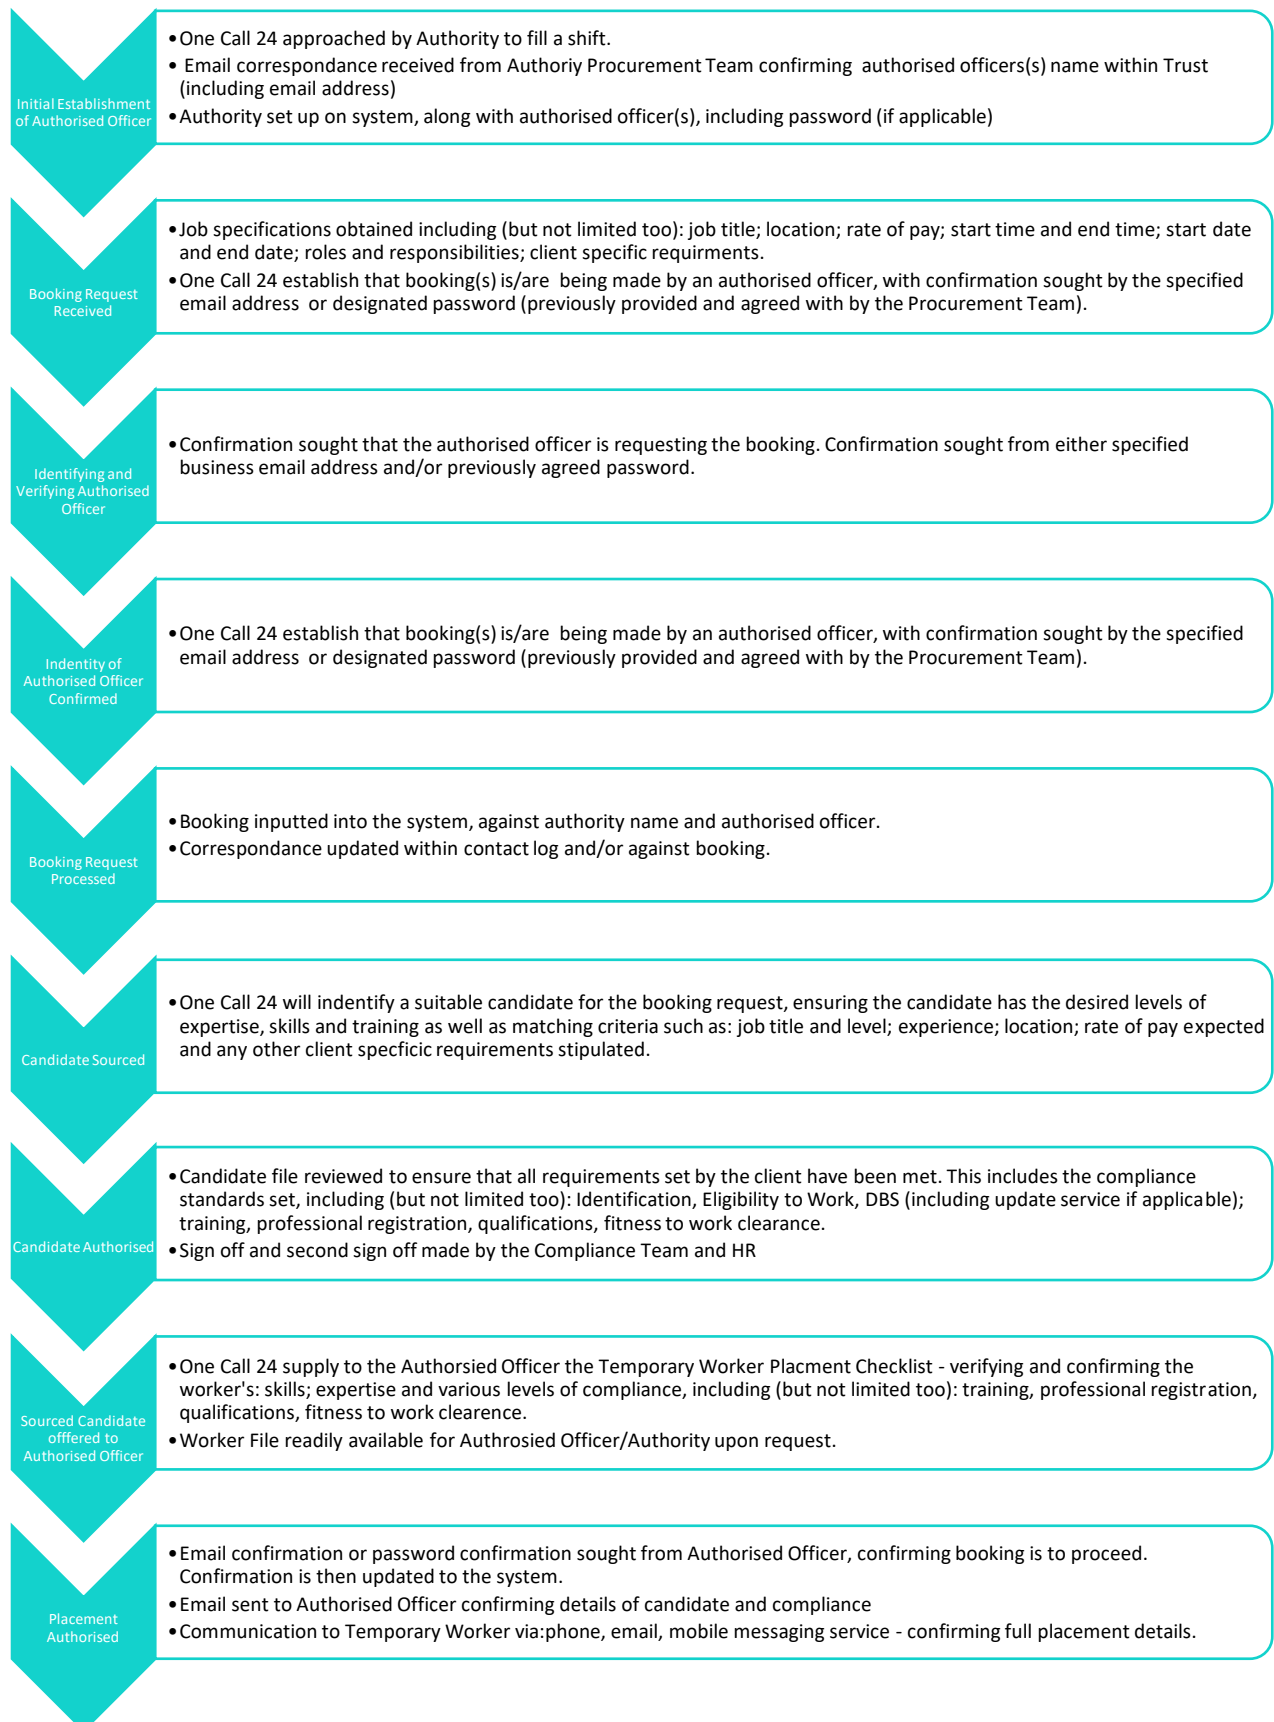 Initial Establishment
of Authorised Officer
•One Call 24 approached by Authority to fill a shift.
• Email correspondance received from Authoriy Procurement Team confirming authorised officers(s) name within Trust
(including email address)
•Authority set up on system, along with authorised officer(s), including password (if applicable)
Booking Request
Received
•Job specifications obtained including (but not limited too): job title; location; rate of pay; start time and end time; start date
and end date; roles and responsibilities; client specific requirments.
•One Call 24 establish that booking(s) is/are being made by an authorised officer, with confirmation sought by the specified
email address or designated password (previously provided and agreed with by the Procurement Team).
Identifying and
Verifying Authorised
Officer
•Confirmation sought that the authorised officer is requesting the booking. Confirmation sought from either specified
business email address and/or previously agreed password.
Indentity of
Authorised Officer
Confirmed
•One Call 24 establish that booking(s) is/are being made by an authorised officer, with confirmation sought by the specified
email address or designated password (previously provided and agreed with by the Procurement Team).
Booking Request
Processed
•Booking inputted into the system, against authority name and authorised officer.
•Correspondance updated within contact log and/or against booking.
Candidate Sourced
•One Call 24 will indentify a suitable candidate for the booking request, ensuring the candidate has the desired levels of
expertise, skills and training as well as matching criteria such as: job title and level; experience; location; rate of pay expected
and any other client specficic requirements stipulated.
Candidate Authorised
•Candidate file reviewed to ensure that all requirements set by the client have been met. This includes the compliance
standards set, including (but not limited too): Identification, Eligibility to Work, DBS (including update service if applicable);
training, professional registration, qualifications, fitness to work clearance.
•Sign off and second sign off made by the Compliance Team and HR
Sourced Candidate
offfered to
Authorised Officer
•One Call 24 supply to the Authorsied Officer the Temporary Worker Placment Checklist - verifying and confirming the
worker's: skills; expertise and various levels of compliance, including (but not limited too): training, professional registration,
qualifications, fitness to work clearence.
•Worker File readily available for Authrosied Officer/Authority upon request.
Placement
Authorised
•Email confirmation or password confirmation sought from Authorised Officer, confirming booking is to proceed.
Confirmation is then updated to the system.
•Email sent to Authorised Officer confirming details of candidate and compliance
•Communication to Temporary Worker via:phone, email, mobile messaging service - confirming full placement details.